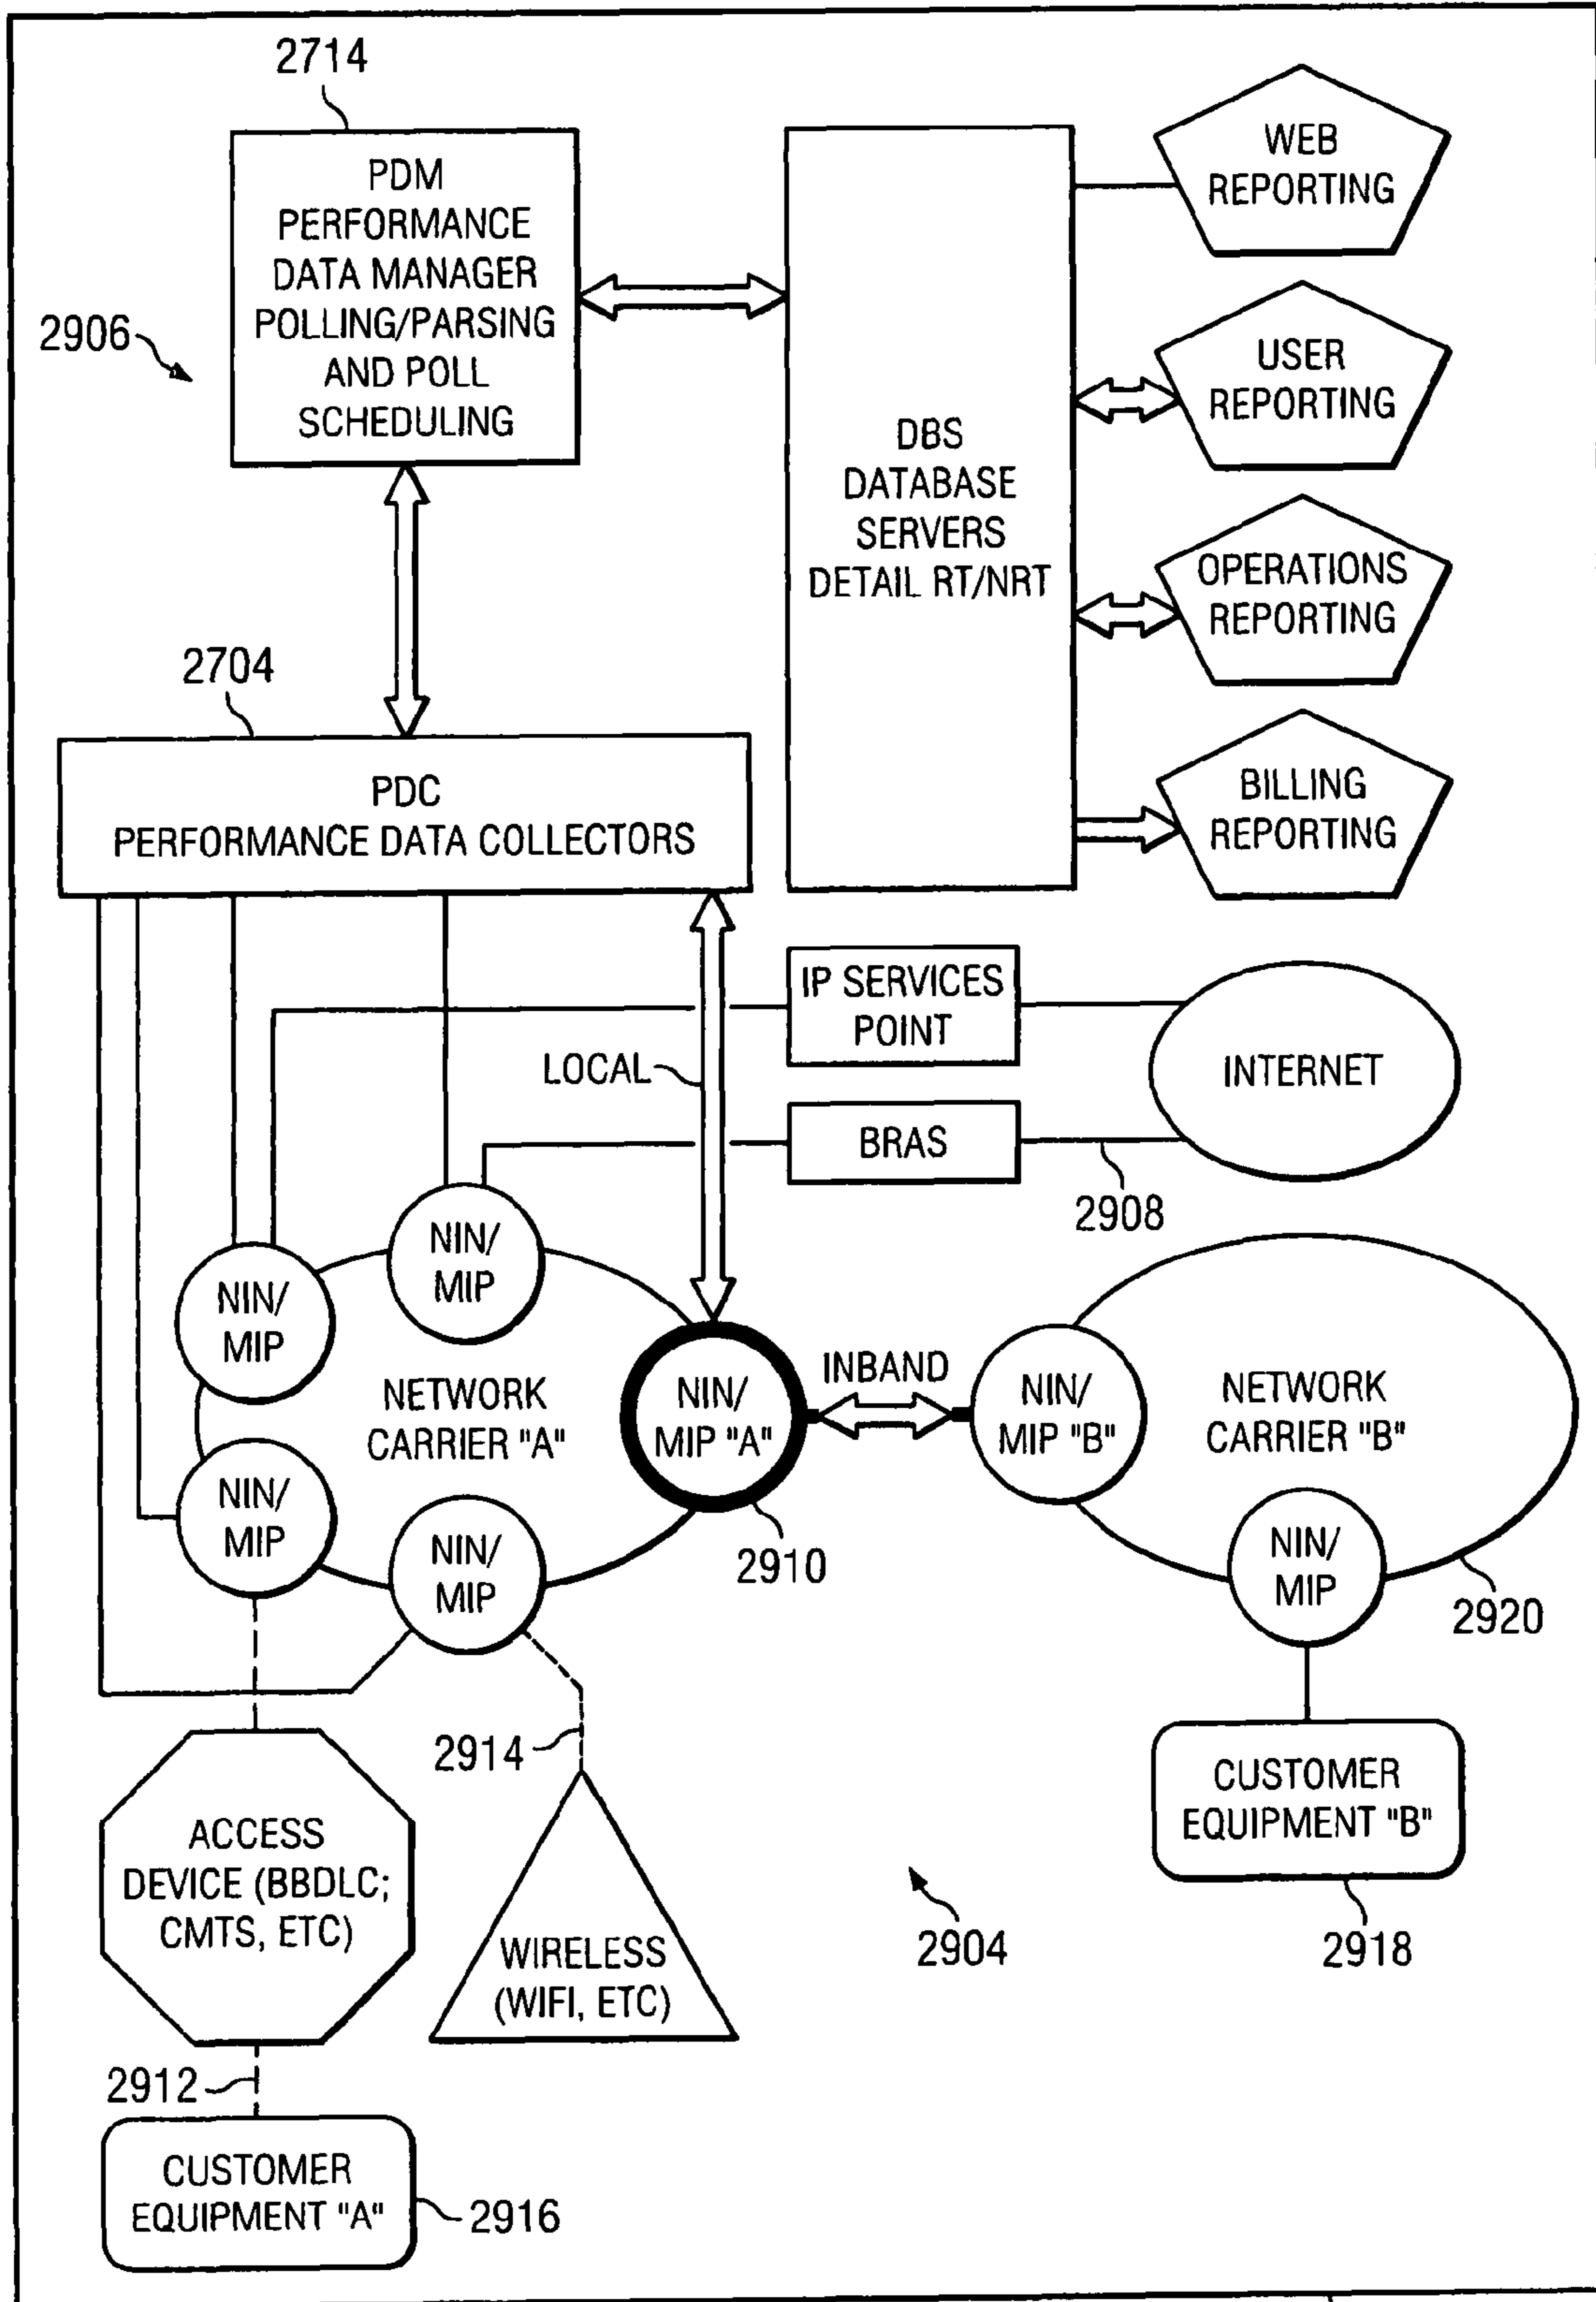 2714
PDM
PERFORMANCE
DATA MANAGER
POLLING/PARSING
AND POLL
SCHEDULING
2906
DBS
DATABASE
SERVERS
DETAIL RT/NRT
WEB
REPORTING
USER
REPORTING
OPERATIONS
REPORTING
BILLING
REPORTING
2704
PDC
PERFORMANCE DATA COLLECTORS
IP SERVICES
POINT
LOCAL
INTERNET
BRAS
2908
NIN/
MIP
NIN/
MIP
NETWORK
CARRIER "A"
NIN/
MIP "A"
INBAND
NIN/
MIP "B"
NETWORK
CARRIER "B"
NIN/
MIP
NIN/
MIP
2910
NIN/
MIP
2920
2914
ACCESS
DEVICE (BBDLC;
CMTS, ETC)
WIRELESS
(WIFI, ETC)
2904
CUSTOMER
EQUIPMENT "B"
2918
2912
CUSTOMER
EQUIPMENT "A"
2916